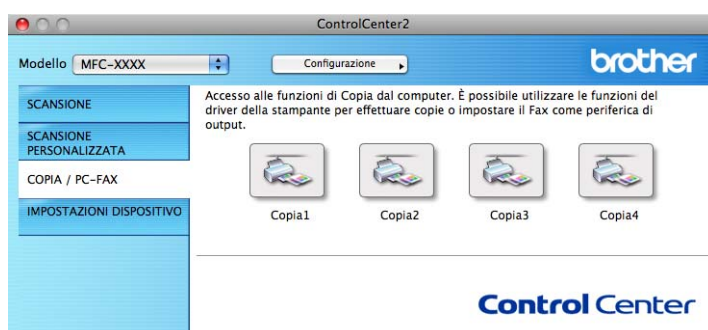 ControlCenter2
Modello MFC-XXXX Configurazione brother
SCANSIONE
SCANSIONE
PERSONALIZZATA
COPIA / PC-FAX
IMPOSTAZIONI DISPOSITIVO
Accesso alle funzioni di Copia dal computer. È possibile utilizzare le funzioni del
driver della stampante per effettuare copie o impostare il Fax come periferica di
output.
Copia1 Copia2 Copia3 Copia4
Control Center